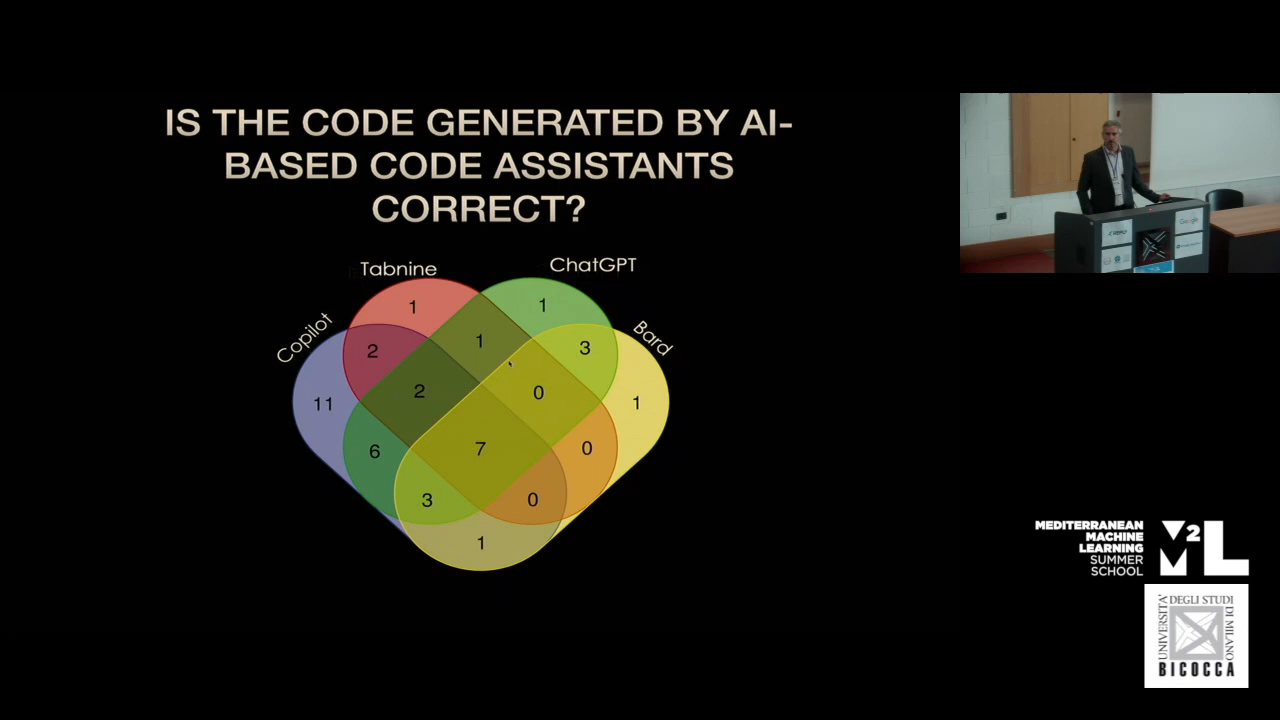 IS THE CODE GENERATED BY AI-
BASED CODE ASSISTANTS
CORRECT?
Tabnine
ChatGPT
Copilot
Bard
1
1
2
1
3
11
2
0
1
6
7
0
3
0
1
Google
MEDITERRANEAN
MACHINE
LEARNING
SUMMER
SCHOOL
M2L
UNIVERSITA'
DEGLI STUDI
DI MILANO
BICOCCA